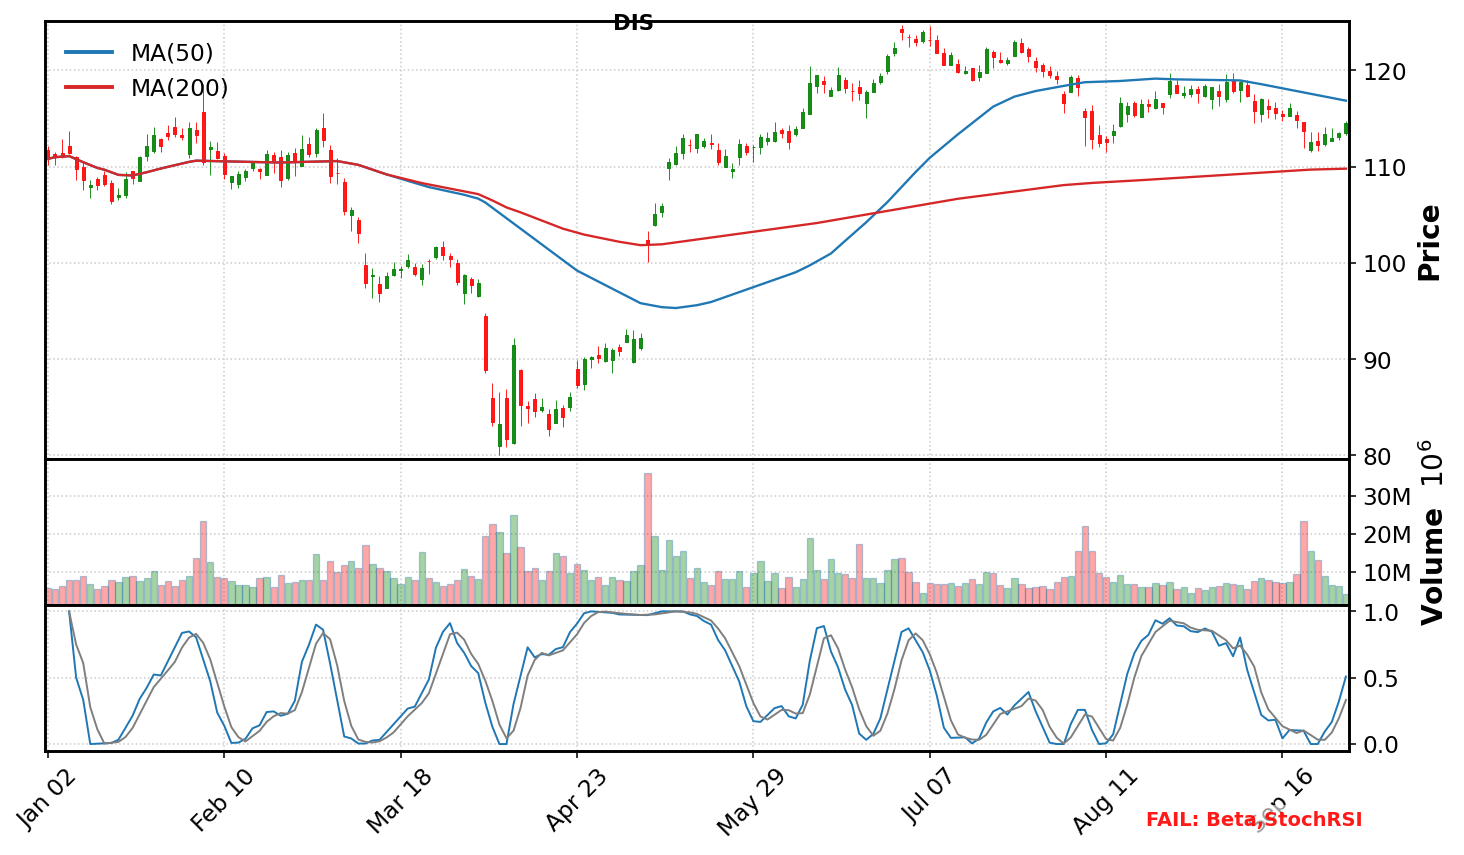 DIS
MA(50)
MA(200)
120
110
100
90
80
Price
30M
20M
10M
Volume 10^6
1.0
0.5
0.0
Jan 02
Feb 10
Mar 18
Apr 23
May 29
Jul 07
Aug 11
Sep 16
FAIL: Beta,StochRSI